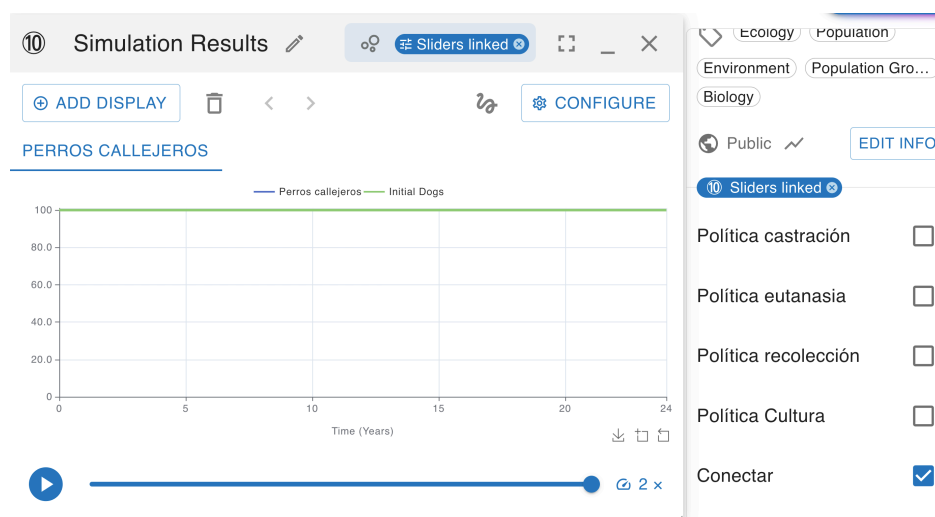 ⑩ Simulation Results Sliders linked
ADD DISPLAY CONFIGURE
PERROS CALLEJEROS
Perros callejeros Initial Dogs
100
80.0
60.0
40.0
20.0
0
0 5 10 15 20 24
Time (Years)
2 ×
Ecology Population
Environment Population Gro...
Biology
Public EDIT INFO
⑩ Sliders linked
Política castración
Política eutanasia
Política recolección
Política Cultura
Conectar